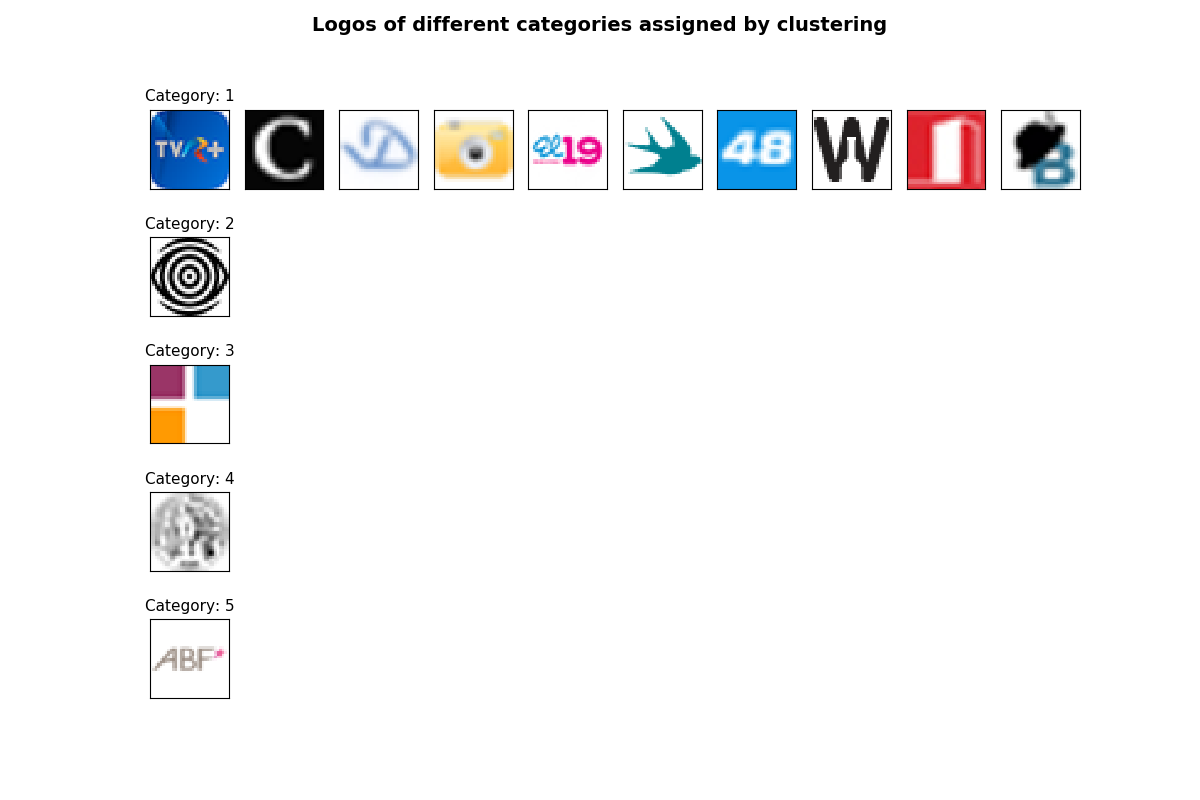 Logos of different categories assigned by clustering
Category: 1
TVR+ C 19 48 W B
Category: 2
Category: 3
Category: 4
Category: 5
ABF*